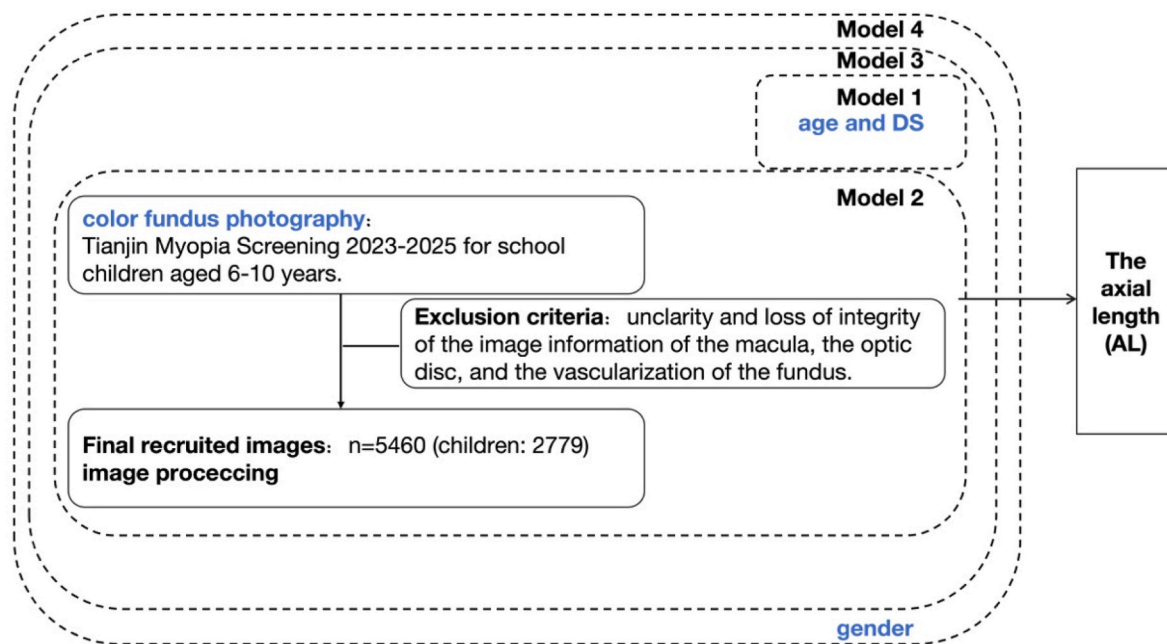 Model 4
Model 3
Model 1
age and DS
Model 2
color fundus photography：
Tianjin Myopia Screening 2023-2025 for school
children aged 6-10 years.
Exclusion criteria：unclarity and loss of integrity
of the image information of the macula, the optic
disc, and the vascularization of the fundus.
Final recruited images：n=5460 (children: 2779)
image proceccing
The
axial
length
(AL)
gender